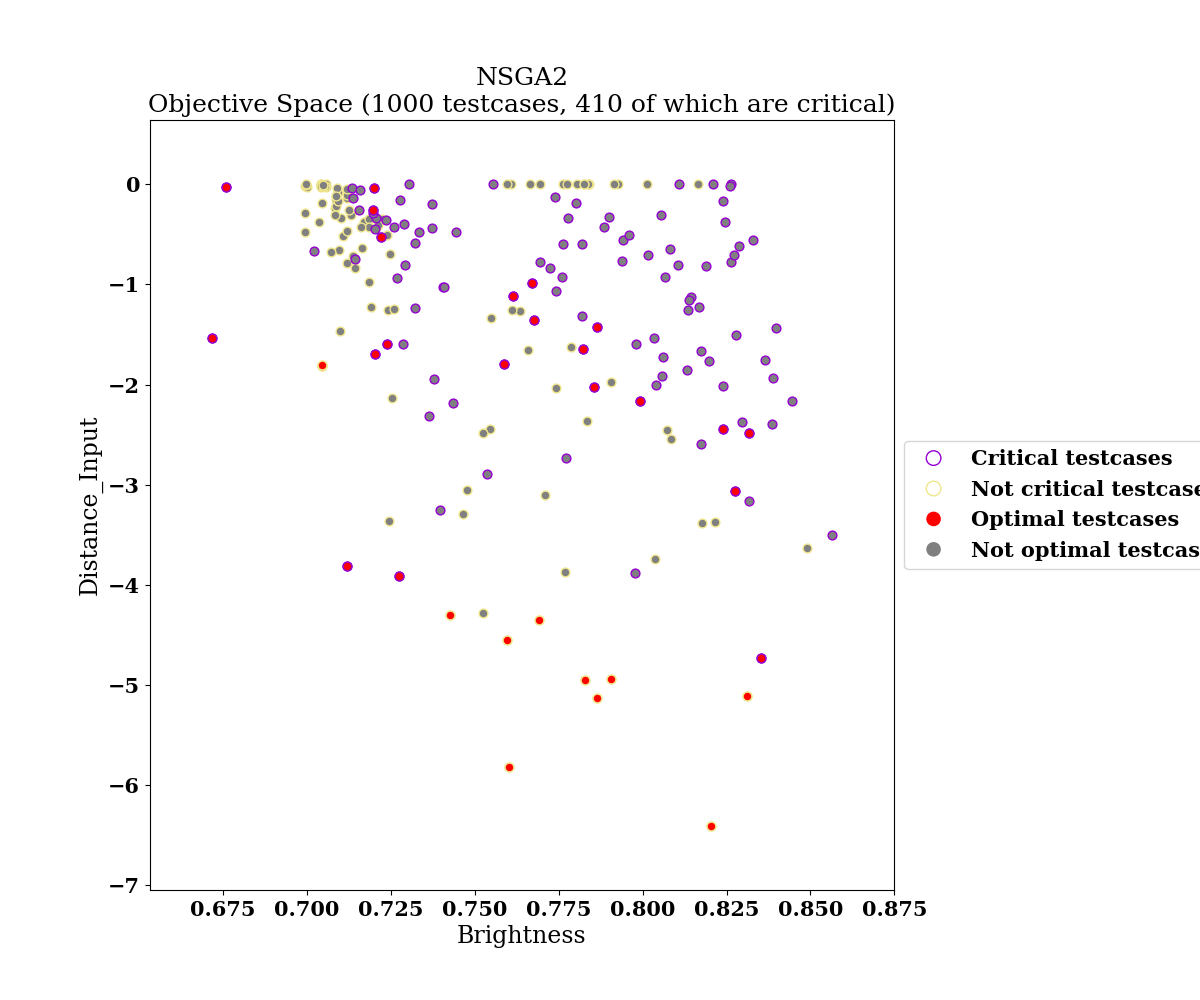 NSGA2
Objective Space (1000 testcases, 410 of which are critical)
0
−1
−2
−3
−4
−5
−6
−7
Distance_Input
0.675 0.700 0.725 0.750 0.775 0.800 0.825 0.850 0.875
Brightness
Critical testcases
Not critical testcase
Optimal testcases
Not optimal testcas